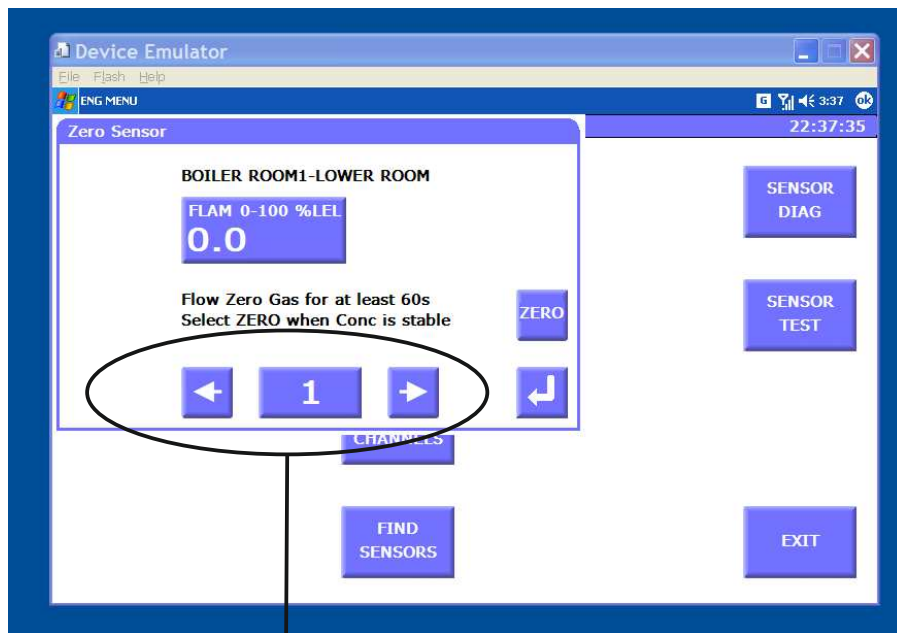 Device Emulator
File Flash Help
ENG MENU
G 3:37 ok
Zero Sensor
22:37:35
BOILER ROOM1-LOWER ROOM
FLAM 0-100 %LEL
0.0
SENSOR
DIAG
Flow Zero Gas for at least 60s
Select ZERO when Conc is stable
ZERO
SENSOR
TEST
1
CHANNELS
FIND
SENSORS
EXIT